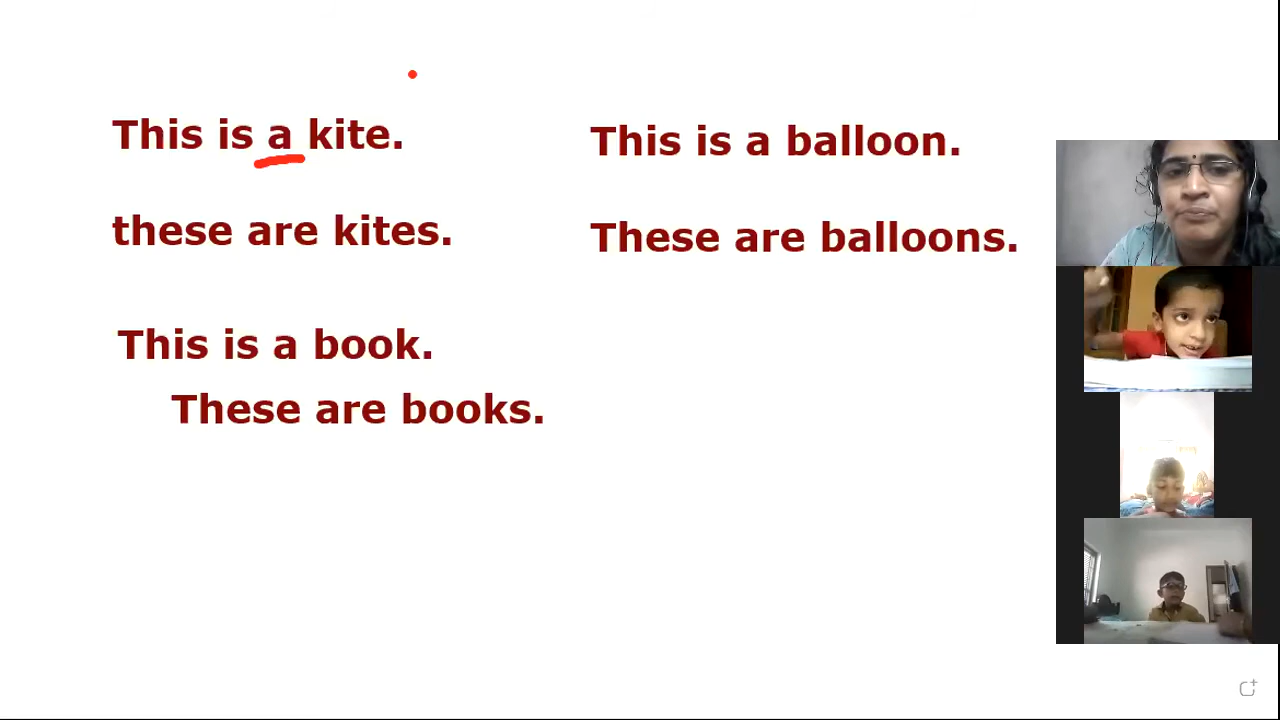 This is a kite.
these are kites.
This is a balloon.
These are balloons.
This is a book.
These are books.